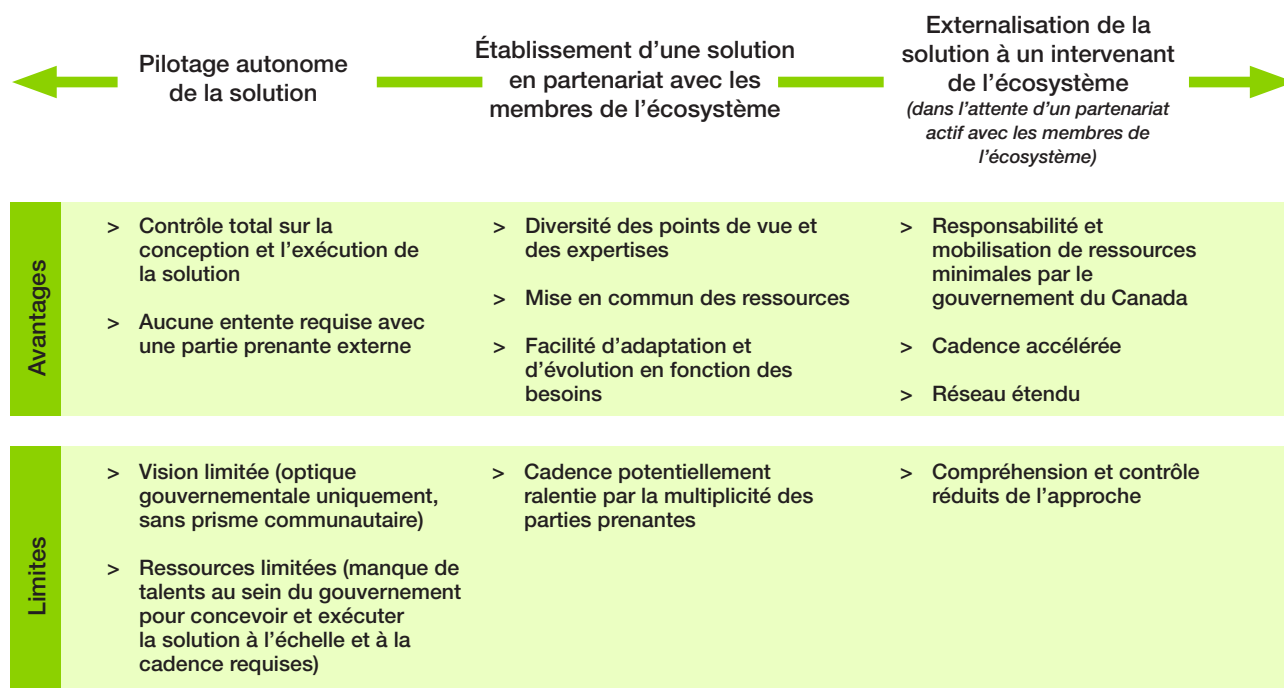 Pilotage autonome
de la solution
Établissement d’une solution
en partenariat avec les
membres de l’écosystème
Externalisation de la
solution à un intervenant
de l’écosystème
(dans l’attente d’un partenariat
actif avec les membres de
l’écosystème)
Avantages
> Contrôle total sur la
conception et l’exécution de
la solution
> Aucune entente requise avec
une partie prenante externe
> Diversité des points de vue et
des expertises
> Mise en commun des ressources
> Facilité d’adaptation et
d’évolution en fonction des
besoins
> Responsabilité et
mobilisation de ressources
minimales par le
gouvernement du Canada
> Cadence accélérée
> Réseau étendu
Limites
> Vision limitée (optique
gouvernementale uniquement,
sans prisme communautaire)
> Ressources limitées (manque de
talents au sein du gouvernement
pour concevoir et exécuter
la solution à l’échelle et à la
cadence requises)
> Cadence potentiellement
ralentie par la multiplicité des
parties prenantes
> Compréhension et contrôle
réduits de l’approche